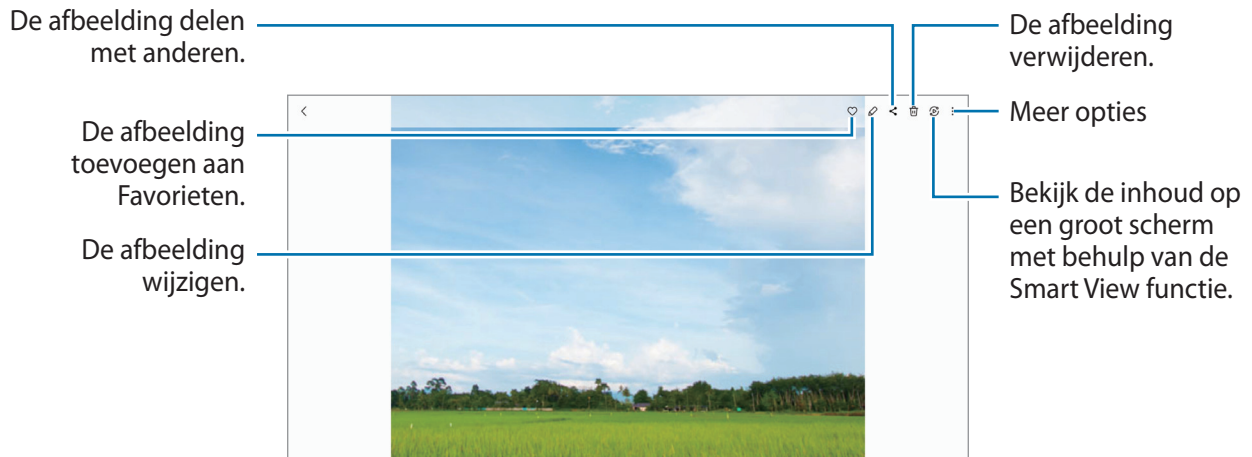 De afbeelding delen
met anderen.
De afbeelding
toevoegen aan
Favorieten.
De afbeelding
wijzigen.
De afbeelding
verwijderen.
Meer opties
Bekijk de inhoud op
een groot scherm
met behulp van de
Smart View functie.